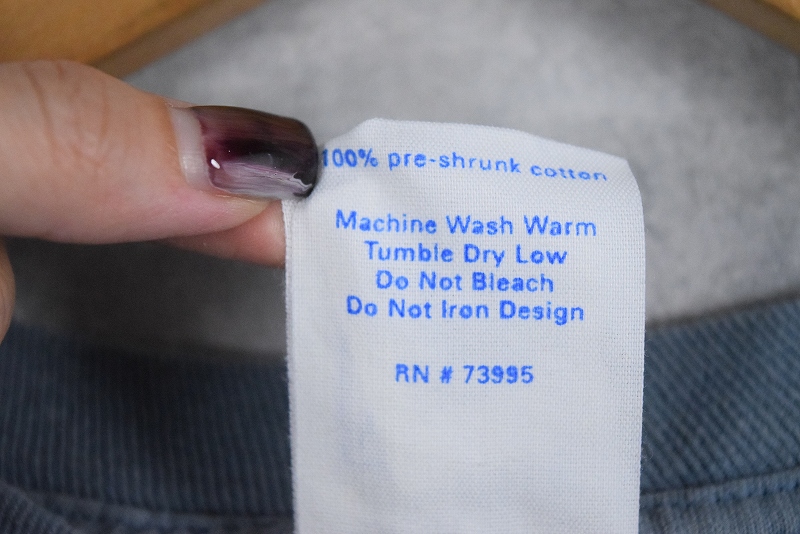 100% pre-shrunk cotton
Machine Wash Warm
Tumble Dry Low
Do Not Bleach
Do Not Iron Design
RN # 73995